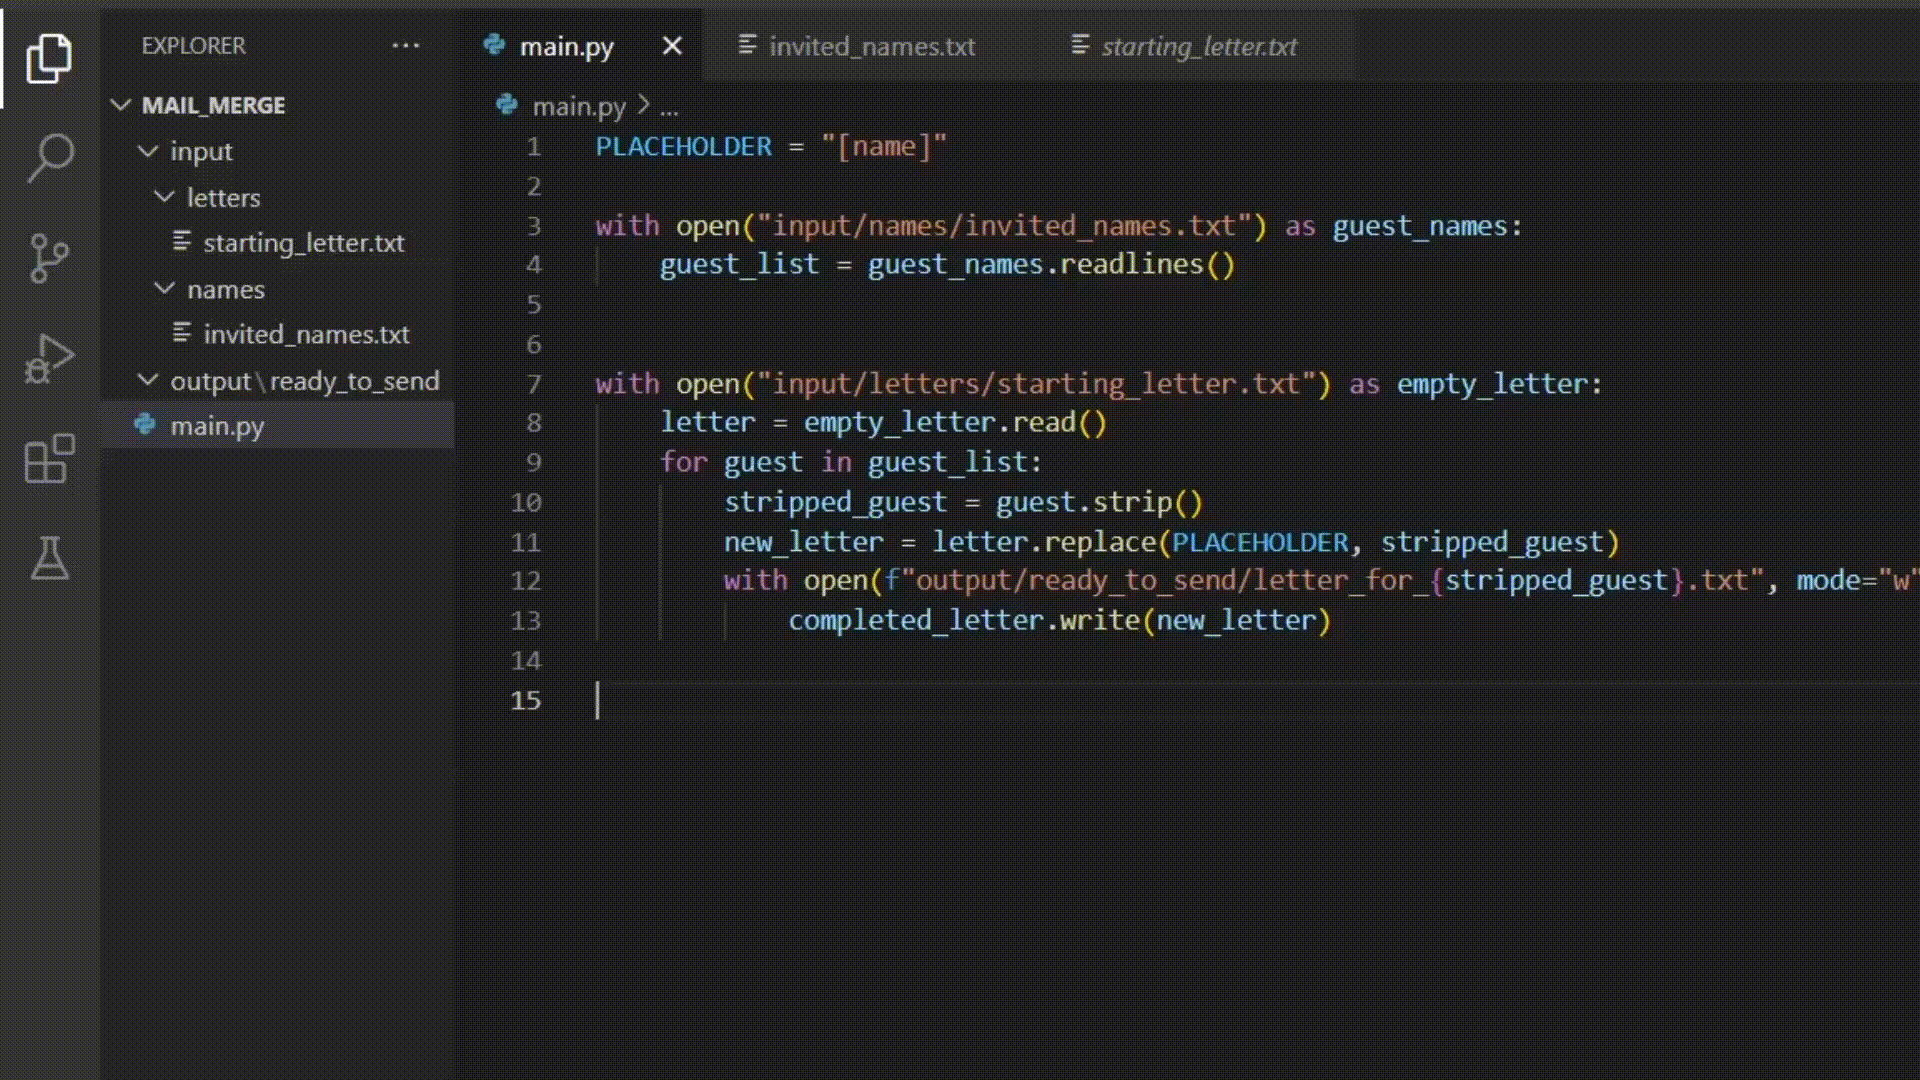 EXPLORER ...
MAIL_MERGE
input
letters
starting_letter.txt
names
invited_names.txt
output\ready_to_send
main.py
main.py invited_names.txt starting_letter.txt
main.py > ...
1 PLACEHOLDER = "[name]"
2
3 with open("input/names/invited_names.txt") as guest_names:
4     guest_list = guest_names.readlines()
5
6
7 with open("input/letters/starting_letter.txt") as empty_letter:
8     letter = empty_letter.read()
9     for guest in guest_list:
10         stripped_guest = guest.strip()
11         new_letter = letter.replace(PLACEHOLDER, stripped_guest)
12         with open(f"output/ready_to_send/letter_for_{stripped_guest}.txt", mode="w"
13             completed_letter.write(new_letter)
14
15